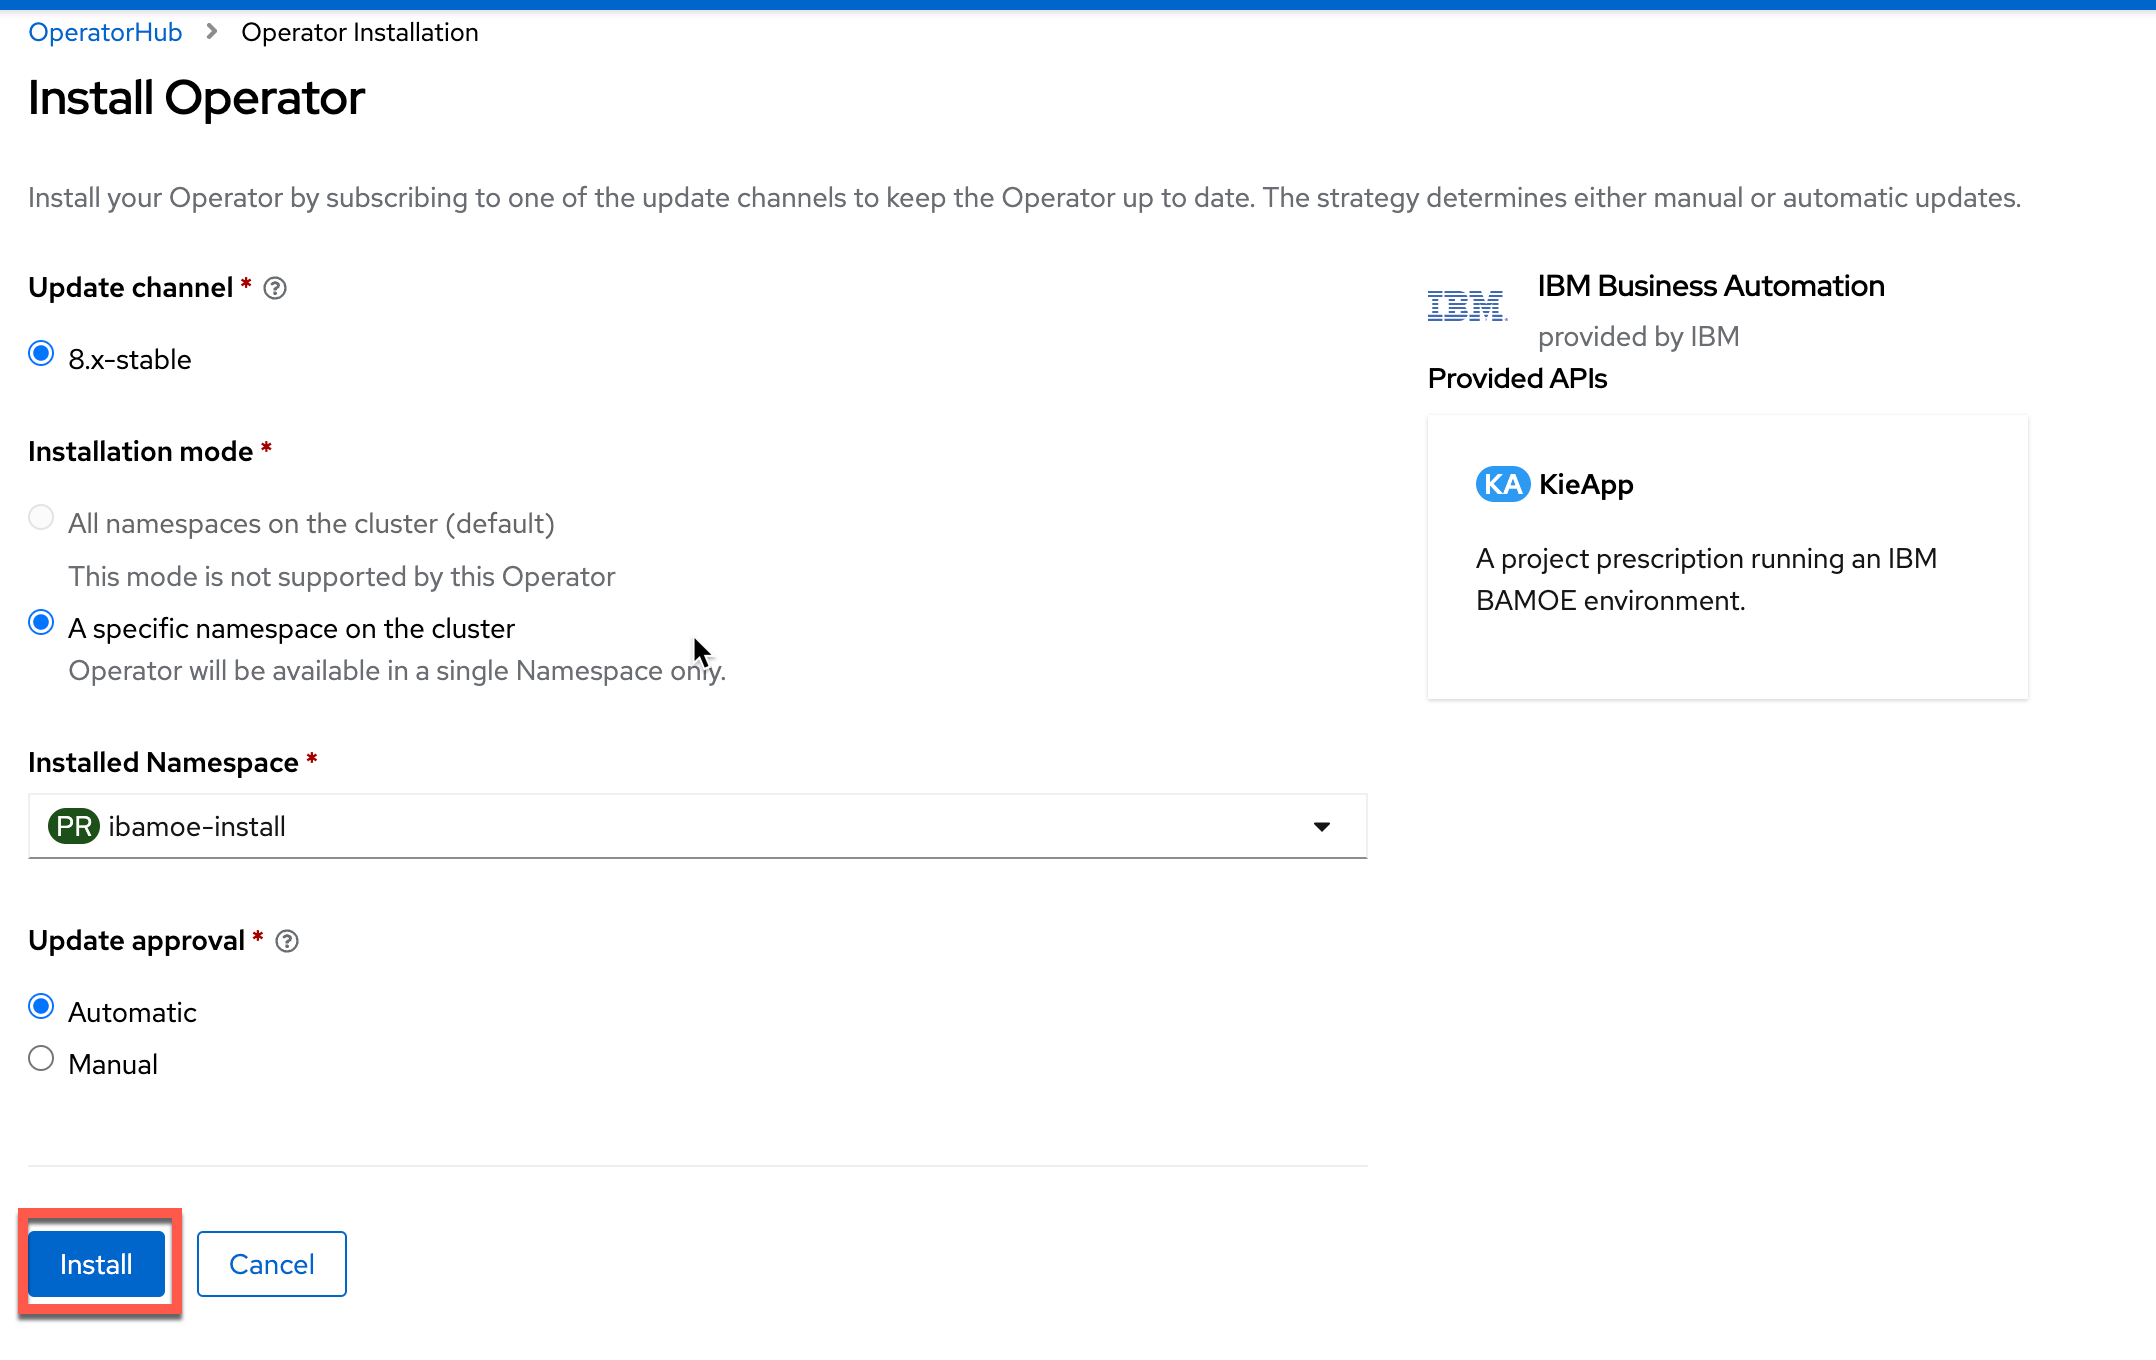 OperatorHub > Operator Installation
Install Operator
Install your Operator by subscribing to one of the update channels to keep the Operator up to date. The strategy determines either manual or automatic updates.
Update channel *
8.x-stable
Installation mode *
All namespaces on the cluster (default)
This mode is not supported by this Operator
A specific namespace on the cluster
Operator will be available in a single Namespace only.
Installed Namespace *
PR ibamoe-install
Update approval *
Automatic
Manual
Install
Cancel
IBM
IBM Business Automation
provided by IBM
Provided APIs
KA KieApp
A project prescription running an IBM
BAMOE environment.